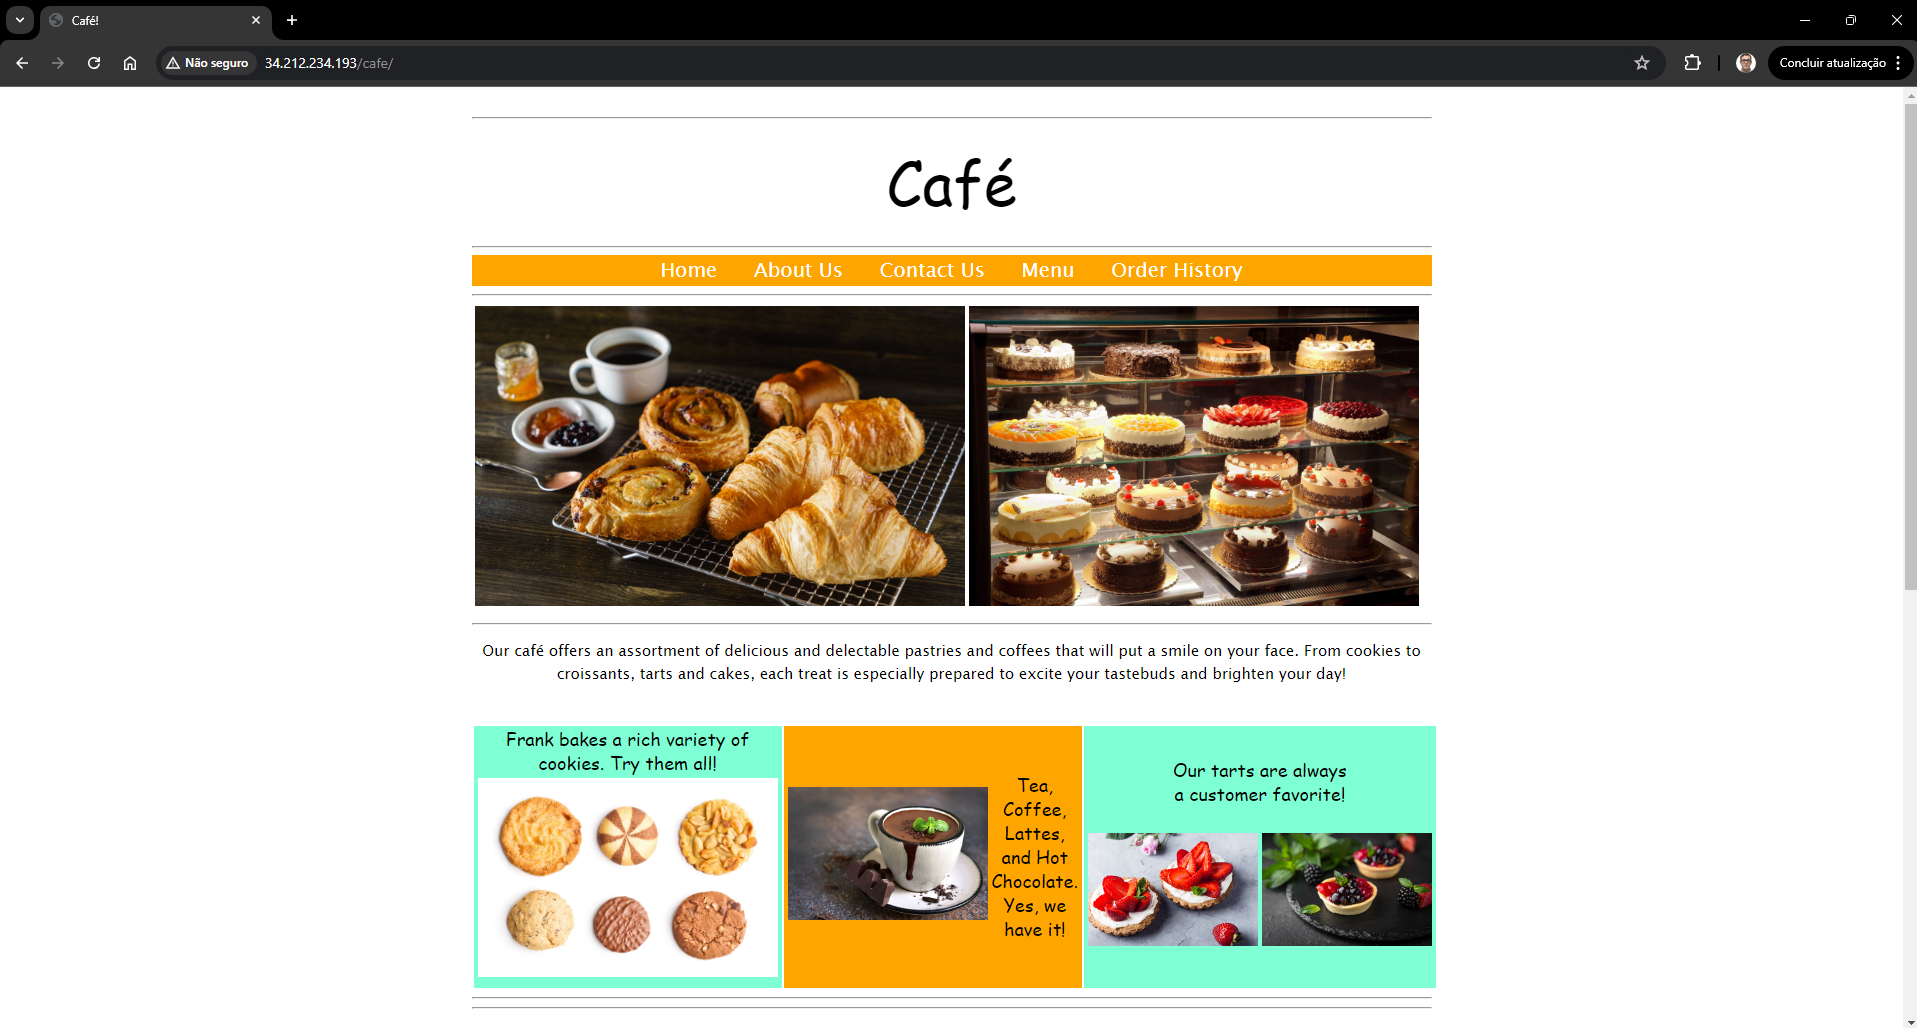 Café!
Não seguro
34.212.234.193/cafe/
Concluir atualização
Café
Home
About Us
Contact Us
Menu
Order History
Our café offers an assortment of delicious and delectable pastries and coffees that will put a smile on your face. From cookies to
croissants, tarts and cakes, each treat is especially prepared to excite your tastebuds and brighten your day!
Frank bakes a rich variety of
cookies. Try them all!
Tea,
Coffee,
Lattes,
and Hot
Chocolate.
Yes, we
have it!
Our tarts are always
a customer favorite!